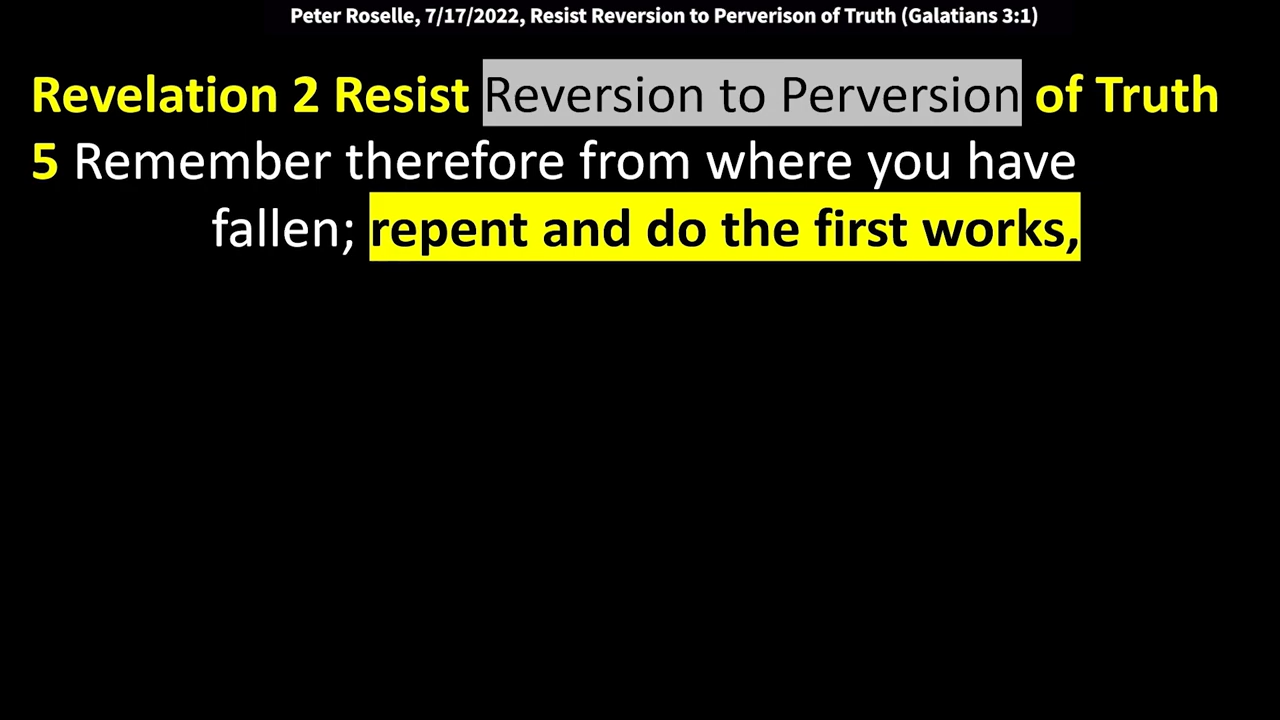 Peter Roselle, 7/17/2022, Resist Reversion to Perverison of Truth (Galatians 3:1)
Revelation 2 Resist Reversion to Perversion of Truth
5 Remember therefore from where you have
fallen; repent and do the first works,